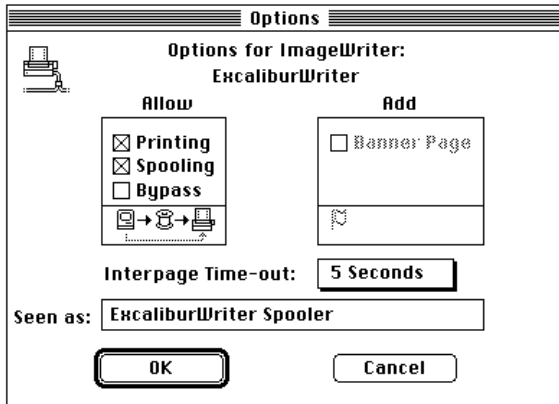 Options
Options for ImageWriter:
ExcaliburWriter
Allow
Printing
Spooling
Bypass
Add
Banner Page
Interpage Time-out: 5 Seconds
Seen as: ExcaliburWriter Spooler
OK Cancel